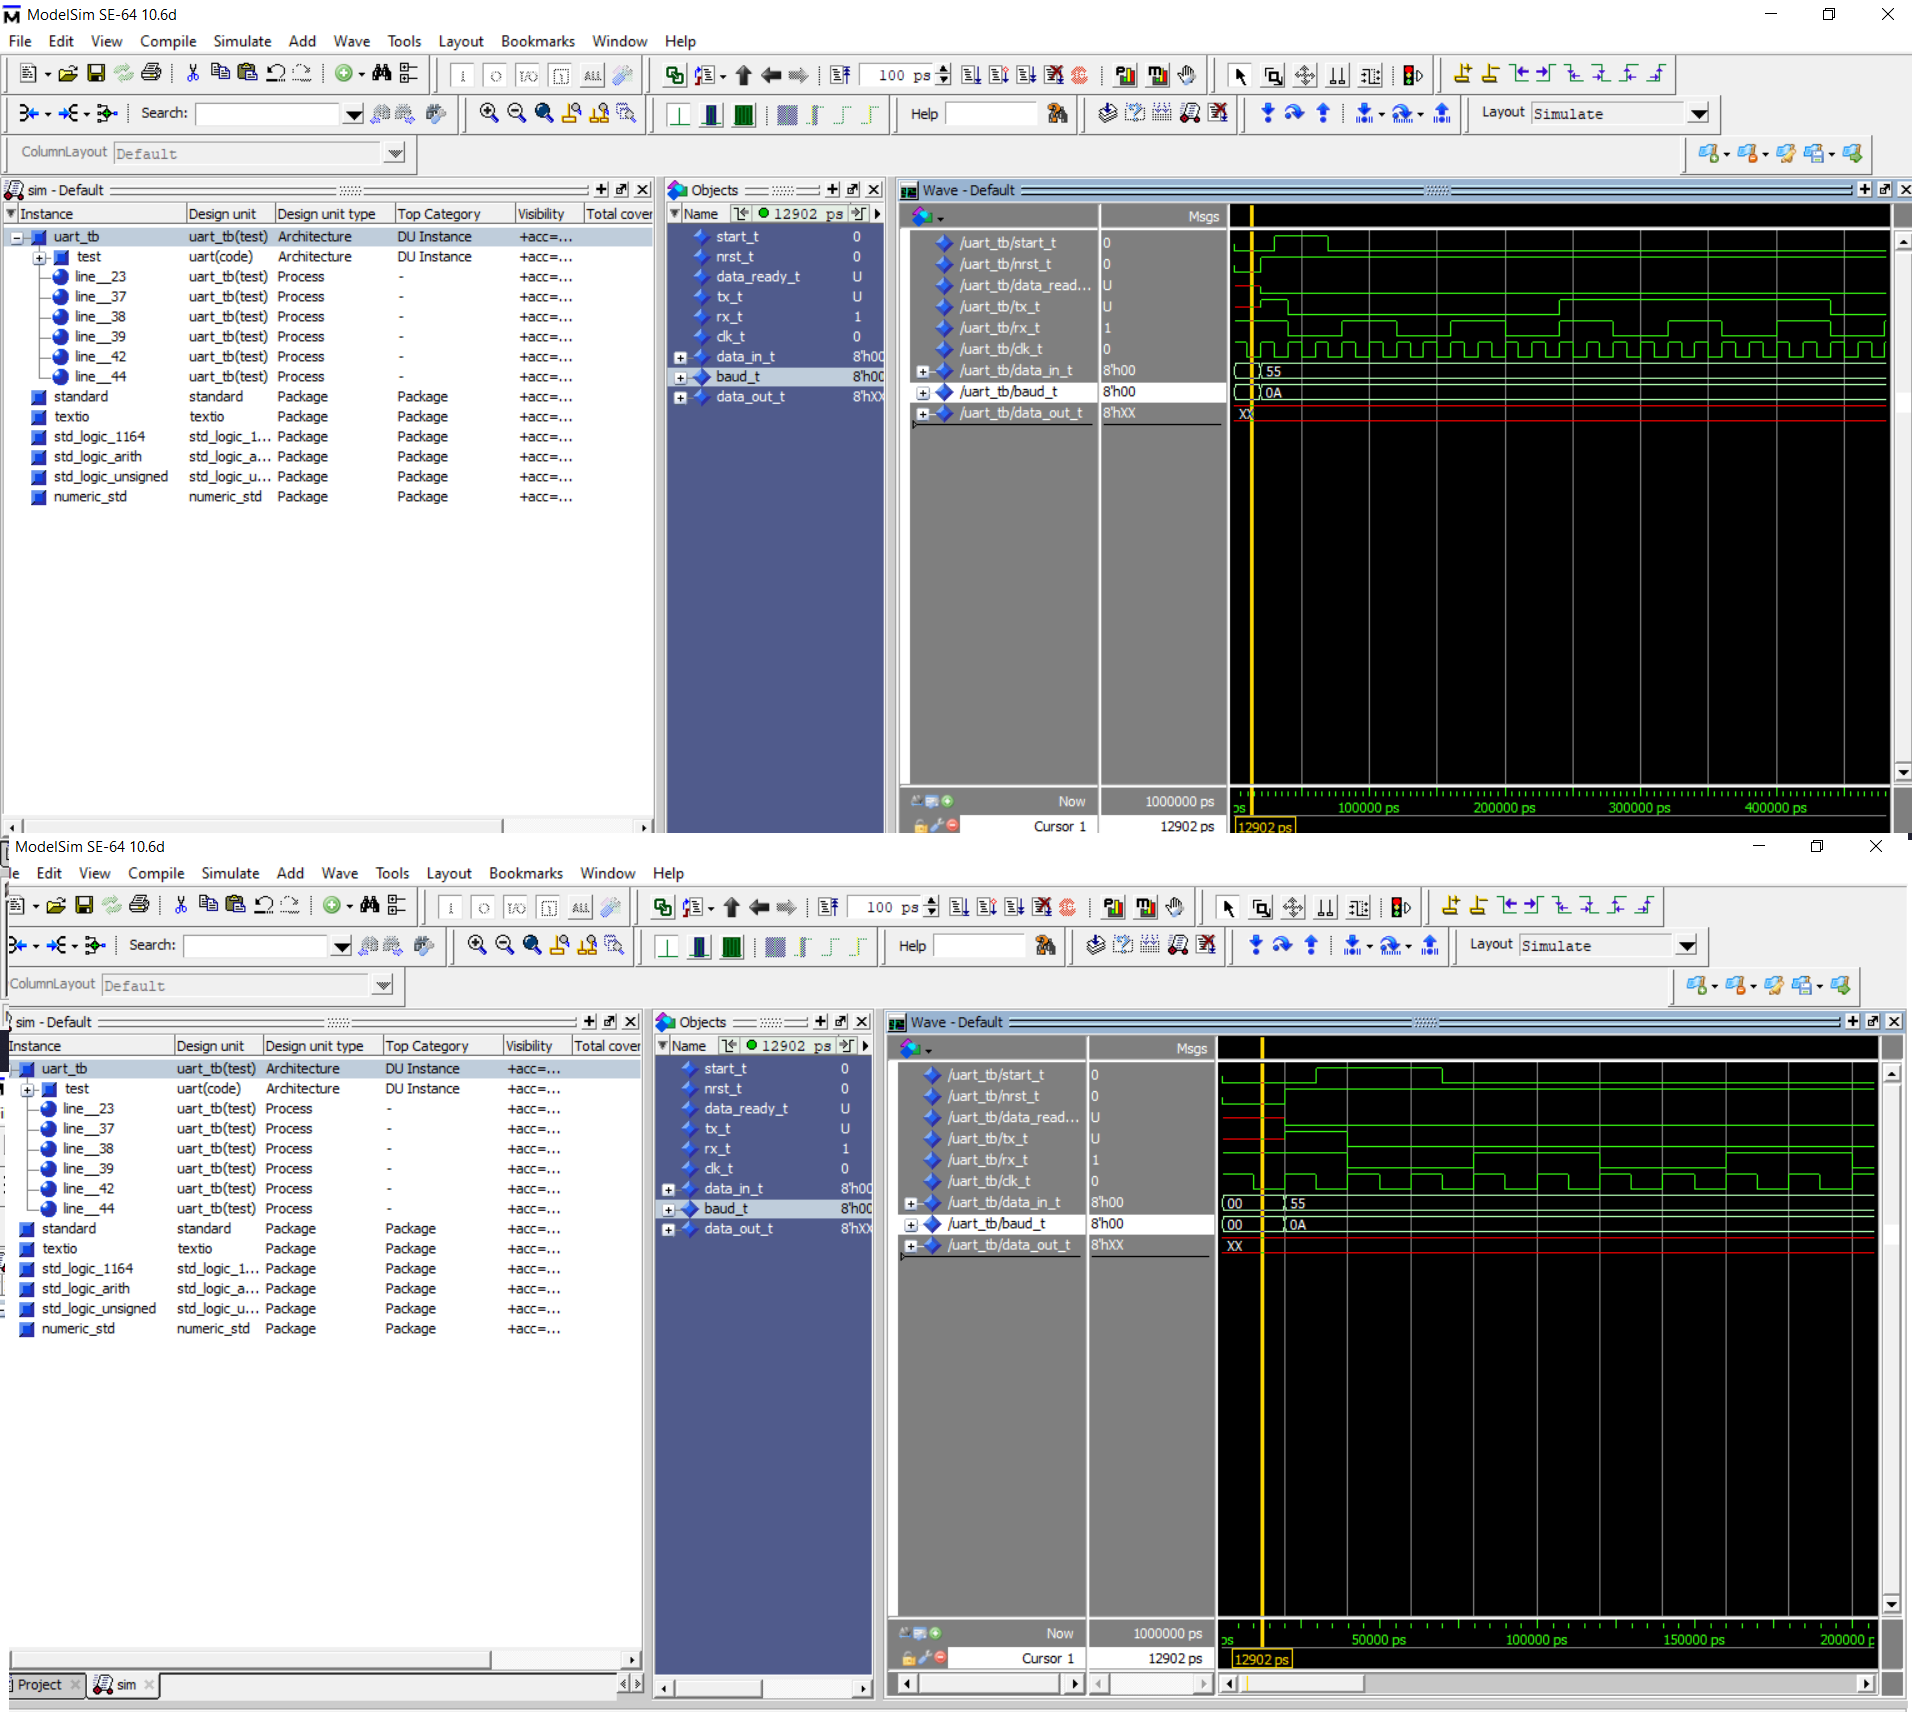 ModelSim SE-64 10.6d
File Edit View Compile Simulate Add Wave Tools Layout Bookmarks Window Help
100 ps
Search:
Help
Layout Simulate
ColumnLayout Default
sim - Default
Objects
Wave - Default
Instance Design unit Design unit type Top Category Visibility Total cover
Name 12902 ps
Msgs
uart_tb uart_tb(test) Architecture DU Instance +acc=...
test uart(code) Architecture DU Instance +acc=...
line__23 uart_tb(test) Process - +acc=...
line__37 uart_tb(test) Process - +acc=...
line__38 uart_tb(test) Process - +acc=...
line__39 uart_tb(test) Process - +acc=...
line__42 uart_tb(test) Process - +acc=...
line__44 uart_tb(test) Process - +acc=...
standard standard Package Package +acc=...
textio textio Package Package +acc=...
std_logic_1164 std_logic_1... Package Package +acc=...
std_logic_arith std_logic_a... Package Package +acc=...
std_logic_unsigned std_logic_u... Package Package +acc=...
numeric_std numeric_std Package Package +acc=...
start_t 0
nrst_t 0
data_ready_t U
tx_t U
rx_t 1
clk_t 0
data_in_t 8'h00
baud_t 8'h00
data_out_t 8'hXX
/uart_tb/start_t 0
/uart_tb/nrst_t 0
/uart_tb/data_read... U
/uart_tb/tx_t U
/uart_tb/rx_t 1
/uart_tb/clk_t 0
/uart_tb/data_in_t 8'h00 55
/uart_tb/baud_t 8'h00 0A
/uart_tb/data_out_t 8'hXX XX
Now 1000000 ps ps 100000 ps 200000 ps 300000 ps 400000 ps
Cursor 1 12902 ps 12902 ps
ModelSim SE-64 10.6d
le Edit View Compile Simulate Add Wave Tools Layout Bookmarks Window Help
100 ps
Search:
Help
Layout Simulate
ColumnLayout Default
sim - Default
Objects
Wave - Default
Instance Design unit Design unit type Top Category Visibility Total cover
Name 12902 ps
Msgs
uart_tb uart_tb(test) Architecture DU Instance +acc=...
test uart(code) Architecture DU Instance +acc=...
line__23 uart_tb(test) Process - +acc=...
line__37 uart_tb(test) Process - +acc=...
line__38 uart_tb(test) Process - +acc=...
line__39 uart_tb(test) Process - +acc=...
line__42 uart_tb(test) Process - +acc=...
line__44 uart_tb(test) Process - +acc=...
standard standard Package Package +acc=...
textio textio Package Package +acc=...
std_logic_1164 std_logic_1... Package Package +acc=...
std_logic_arith std_logic_a... Package Package +acc=...
std_logic_unsigned std_logic_u... Package Package +acc=...
numeric_std numeric_std Package Package +acc=...
start_t 0
nrst_t 0
data_ready_t U
tx_t U
rx_t 1
clk_t 0
data_in_t 8'h00
baud_t 8'h00
data_out_t 8'hXX
/uart_tb/start_t 0
/uart_tb/nrst_t 0
/uart_tb/data_read... U
/uart_tb/tx_t U
/uart_tb/rx_t 1
/uart_tb/clk_t 0
/uart_tb/data_in_t 8'h00 00 55
/uart_tb/baud_t 8'h00 00 0A
/uart_tb/data_out_t 8'hXX XX
Now 1000000 ps ps 50000 ps 100000 ps 150000 ps 200000 p
Cursor 1 12902 ps 12902 ps
Project sim